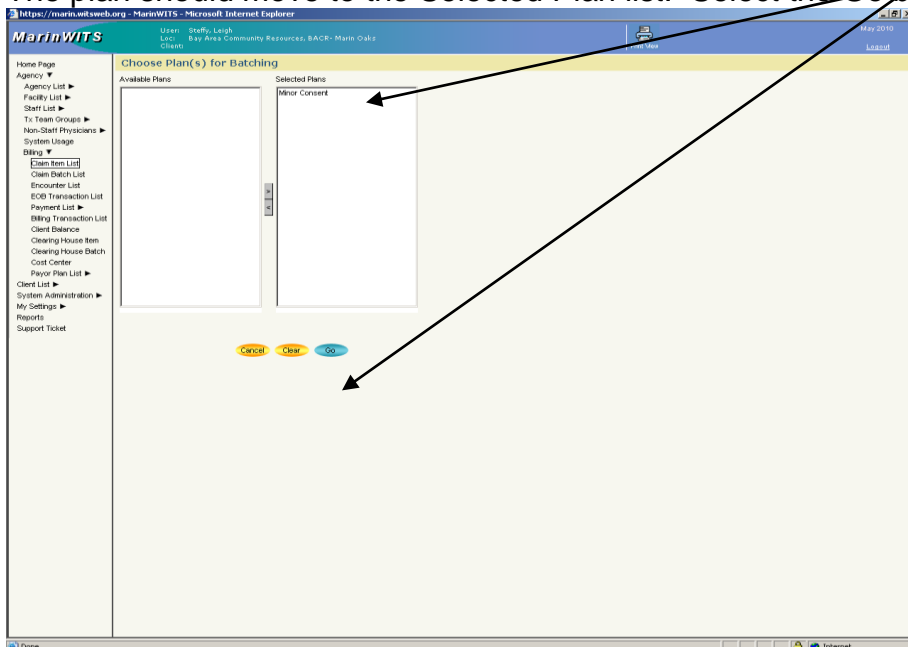 The plan should move to the Selected Plan list. Select the Go b
https://marin.witsweb.org - MarinWITS - Microsoft Internet Explorer
MarinWITS
User: Steffy, Leigh
Loc: Bay Area Community Resources, BACR- Marin Oaks
Client:
Print View
May 2010
Logout
Home Page
Agency ▼
Agency List ►
Facility List ►
Staff List ►
Tx Team Groups ►
Non-Staff Physicians ►
System Usage
Billing ▼
Claim Item List
Claim Batch List
Encounter List
EOB Transaction List
Payment List ►
Billing Transaction List
Client Balance
Clearing House Item
Clearing House Batch
Cost Center
Payor Plan List ►
Client List ►
System Administration ►
My Settings ►
Reports
Support Ticket
Choose Plan(s) for Batching
Available Plans
Selected Plans
Minor Consent
>
<
Cancel
Clear
Go
Done
Internet